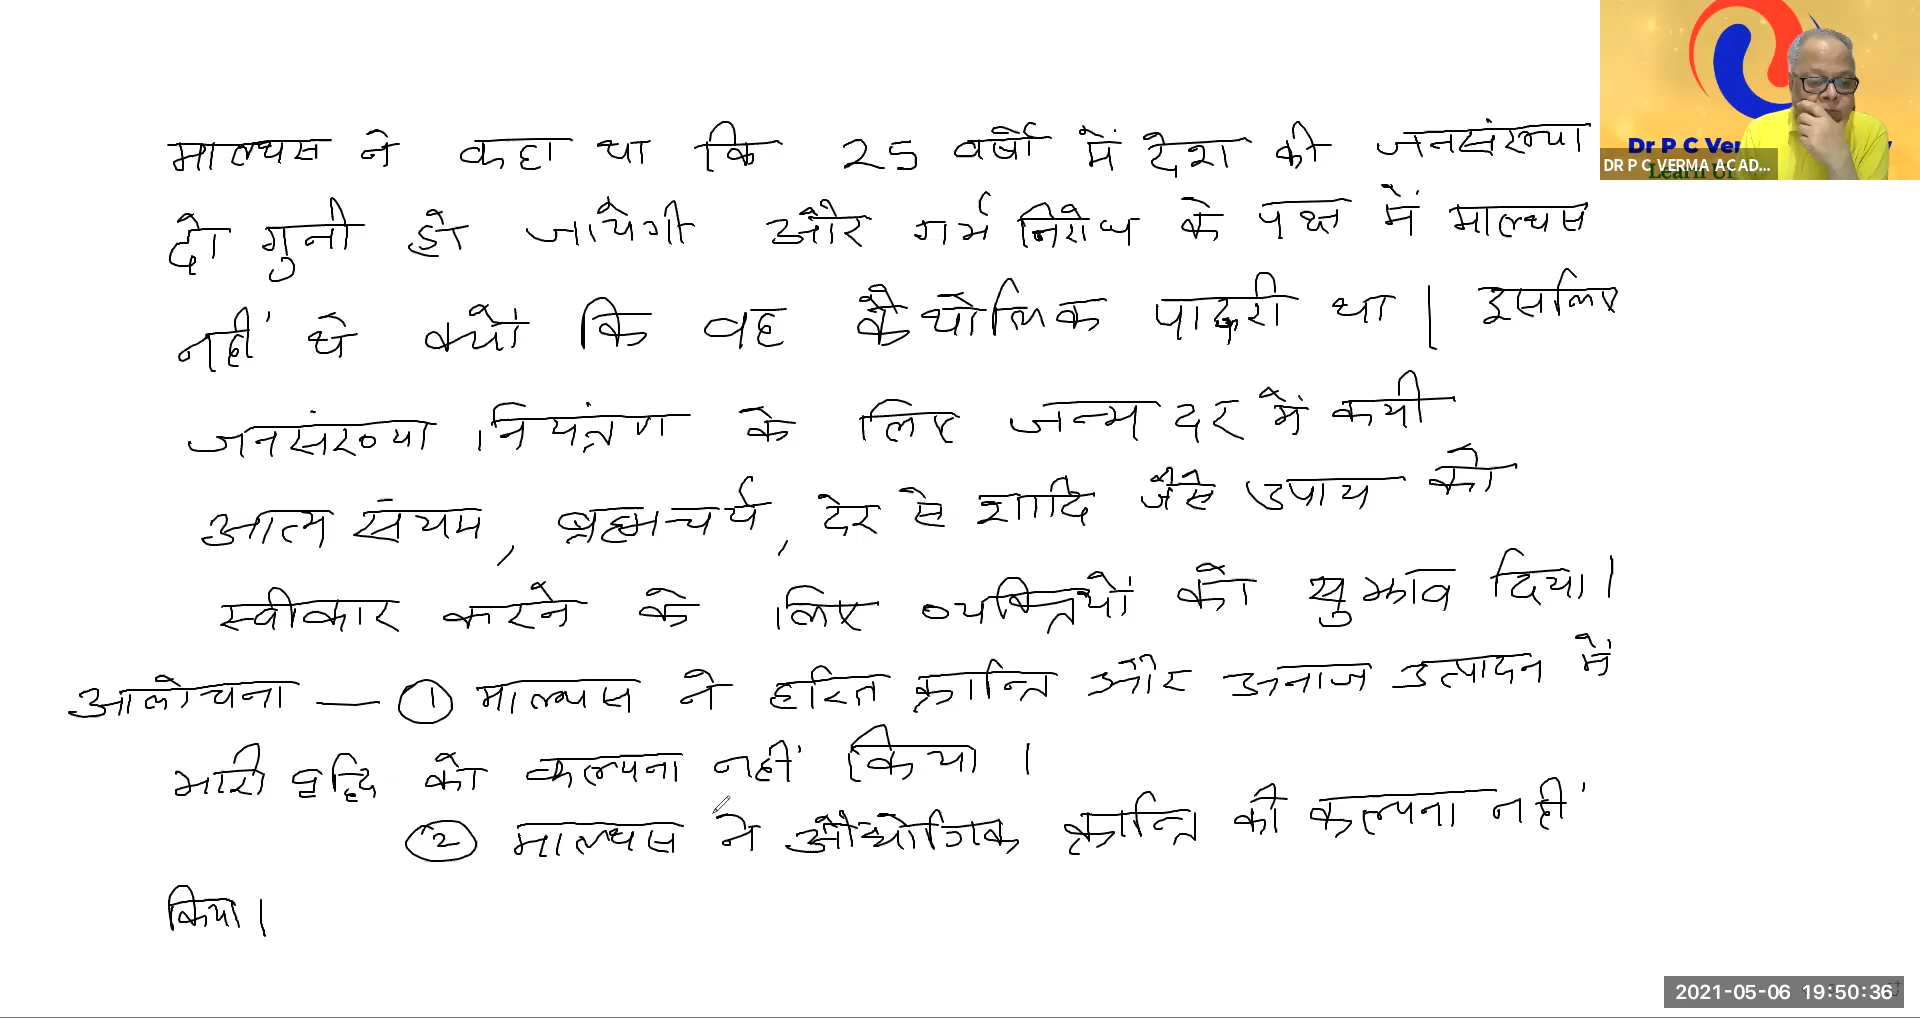 Dr P C Ver
DR P C VERMA ACAD...
Learn U
माल्थस ने कहा था कि 25 वर्षों में देश की जनसंख्या
दो गुनी हो जायेगी और गर्भ निरोध के पक्ष में माल्थस
नहीं थे क्यों कि वह कैथोलिक पादरी था। इसलिए
जनसंख्या नियंत्रण के लिए जन्म दर में कमी
आत्म संयम, ब्रह्मचर्य, देर से शादि जैसे उपाय को
स्वीकार करने के लिए व्यक्तियों को सुझाव दिया।
आलोचना — ① माल्थस ने हरित क्रान्ति और अनाज उत्पादन में
भारी वृद्धि की कल्पना नहीं किया।
② माल्थस ने औद्योगिक क्रान्ति की कल्पना नहीं
किया।
2021-05-06 19:50:36